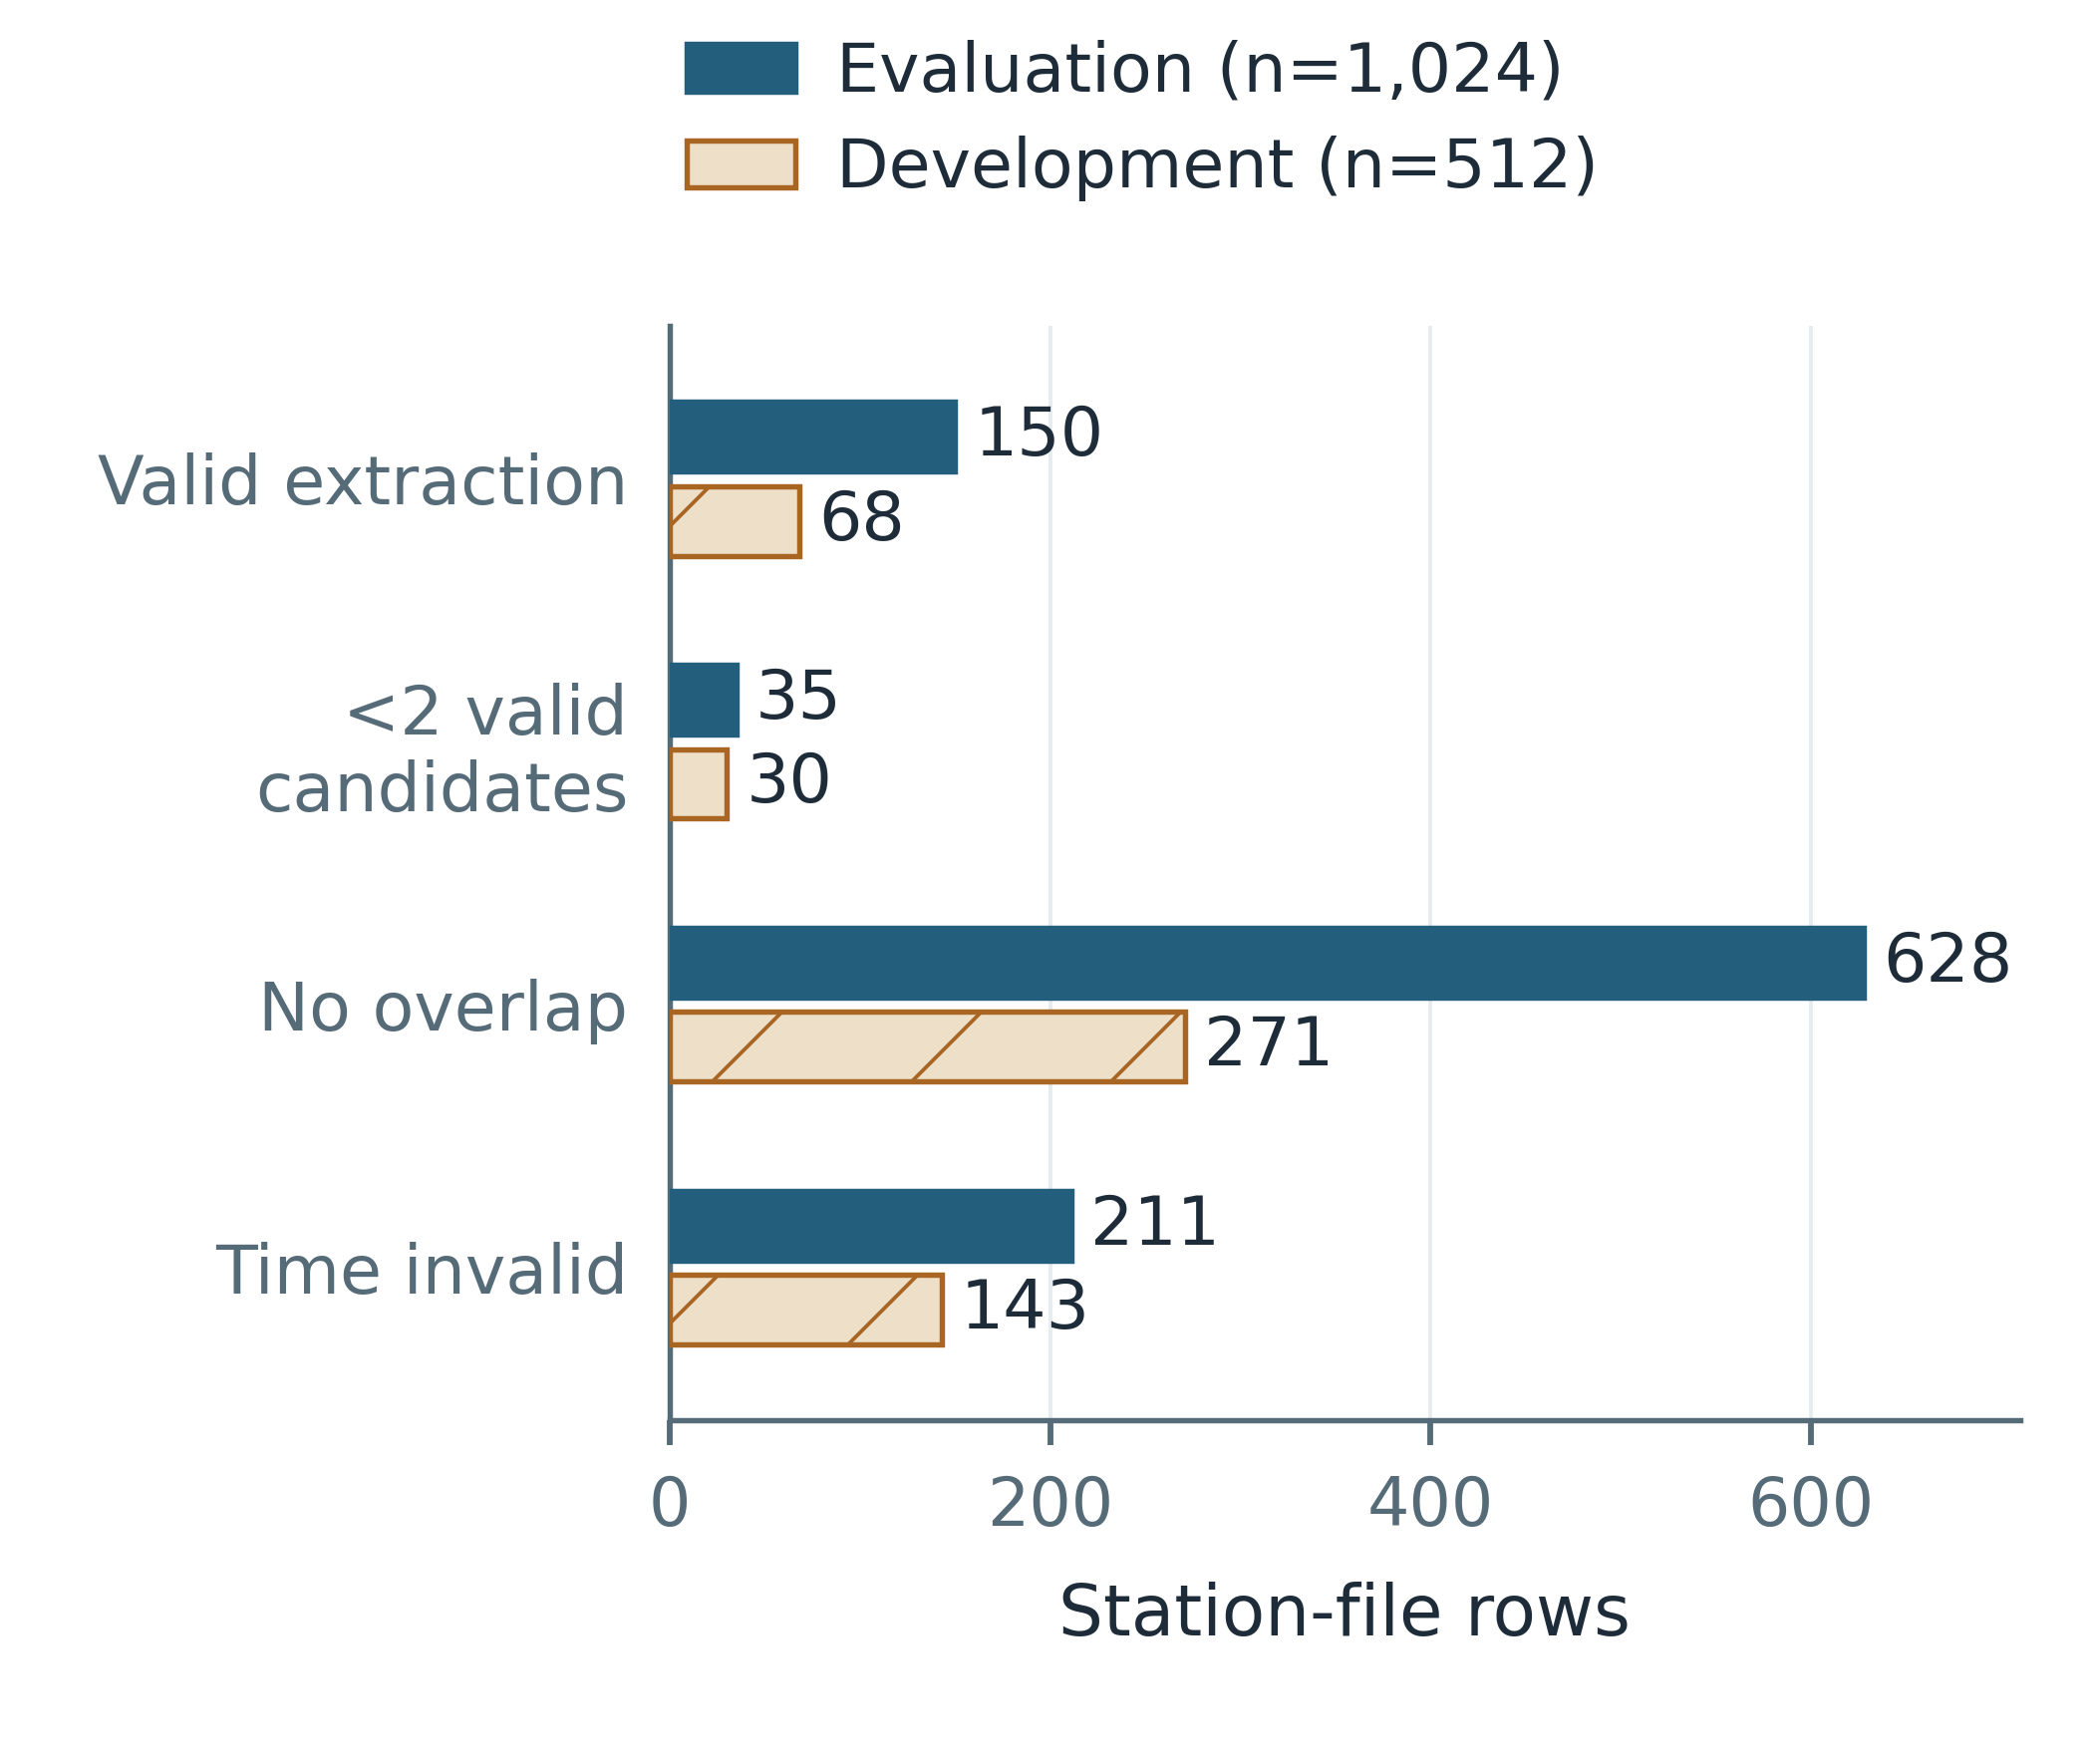 Evaluation (n=1,024)
Development (n=512)
Valid extraction
150
68
<2 valid
candidates
35
30
No overlap
628
271
Time invalid
211
143
0 200 400 600
Station-file rows